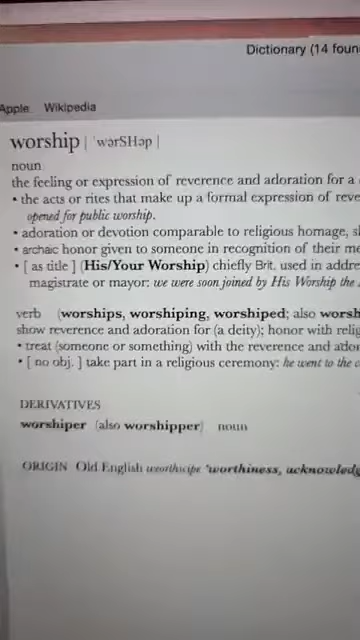 Dictionary (14 foun
Apple Wikipedia
worship | ˈwərSHəp |
noun
the feeling or expression of reverence and adoration for a
• the acts or rites that make up a formal expression of reve
opened for public worship.
• adoration or devotion comparable to religious homage, s
• archaic honor given to someone in recognition of their me
• [ as title ] (His/Your Worship) chiefly Brit. used in addre
magistrate or mayor: we were soon joined by His Worship the
verb (worships, worshiping, worshiped; also worsh
show reverence and adoration for (a deity); honor with relig
• treat (someone or something) with the reverence and ador
• [ no obj. ] take part in a religious ceremony: he went to the c
DERIVATIVES
worshiper (also worshipper) noun
ORIGIN Old English weorthscipe ‘worthiness, acknowledg